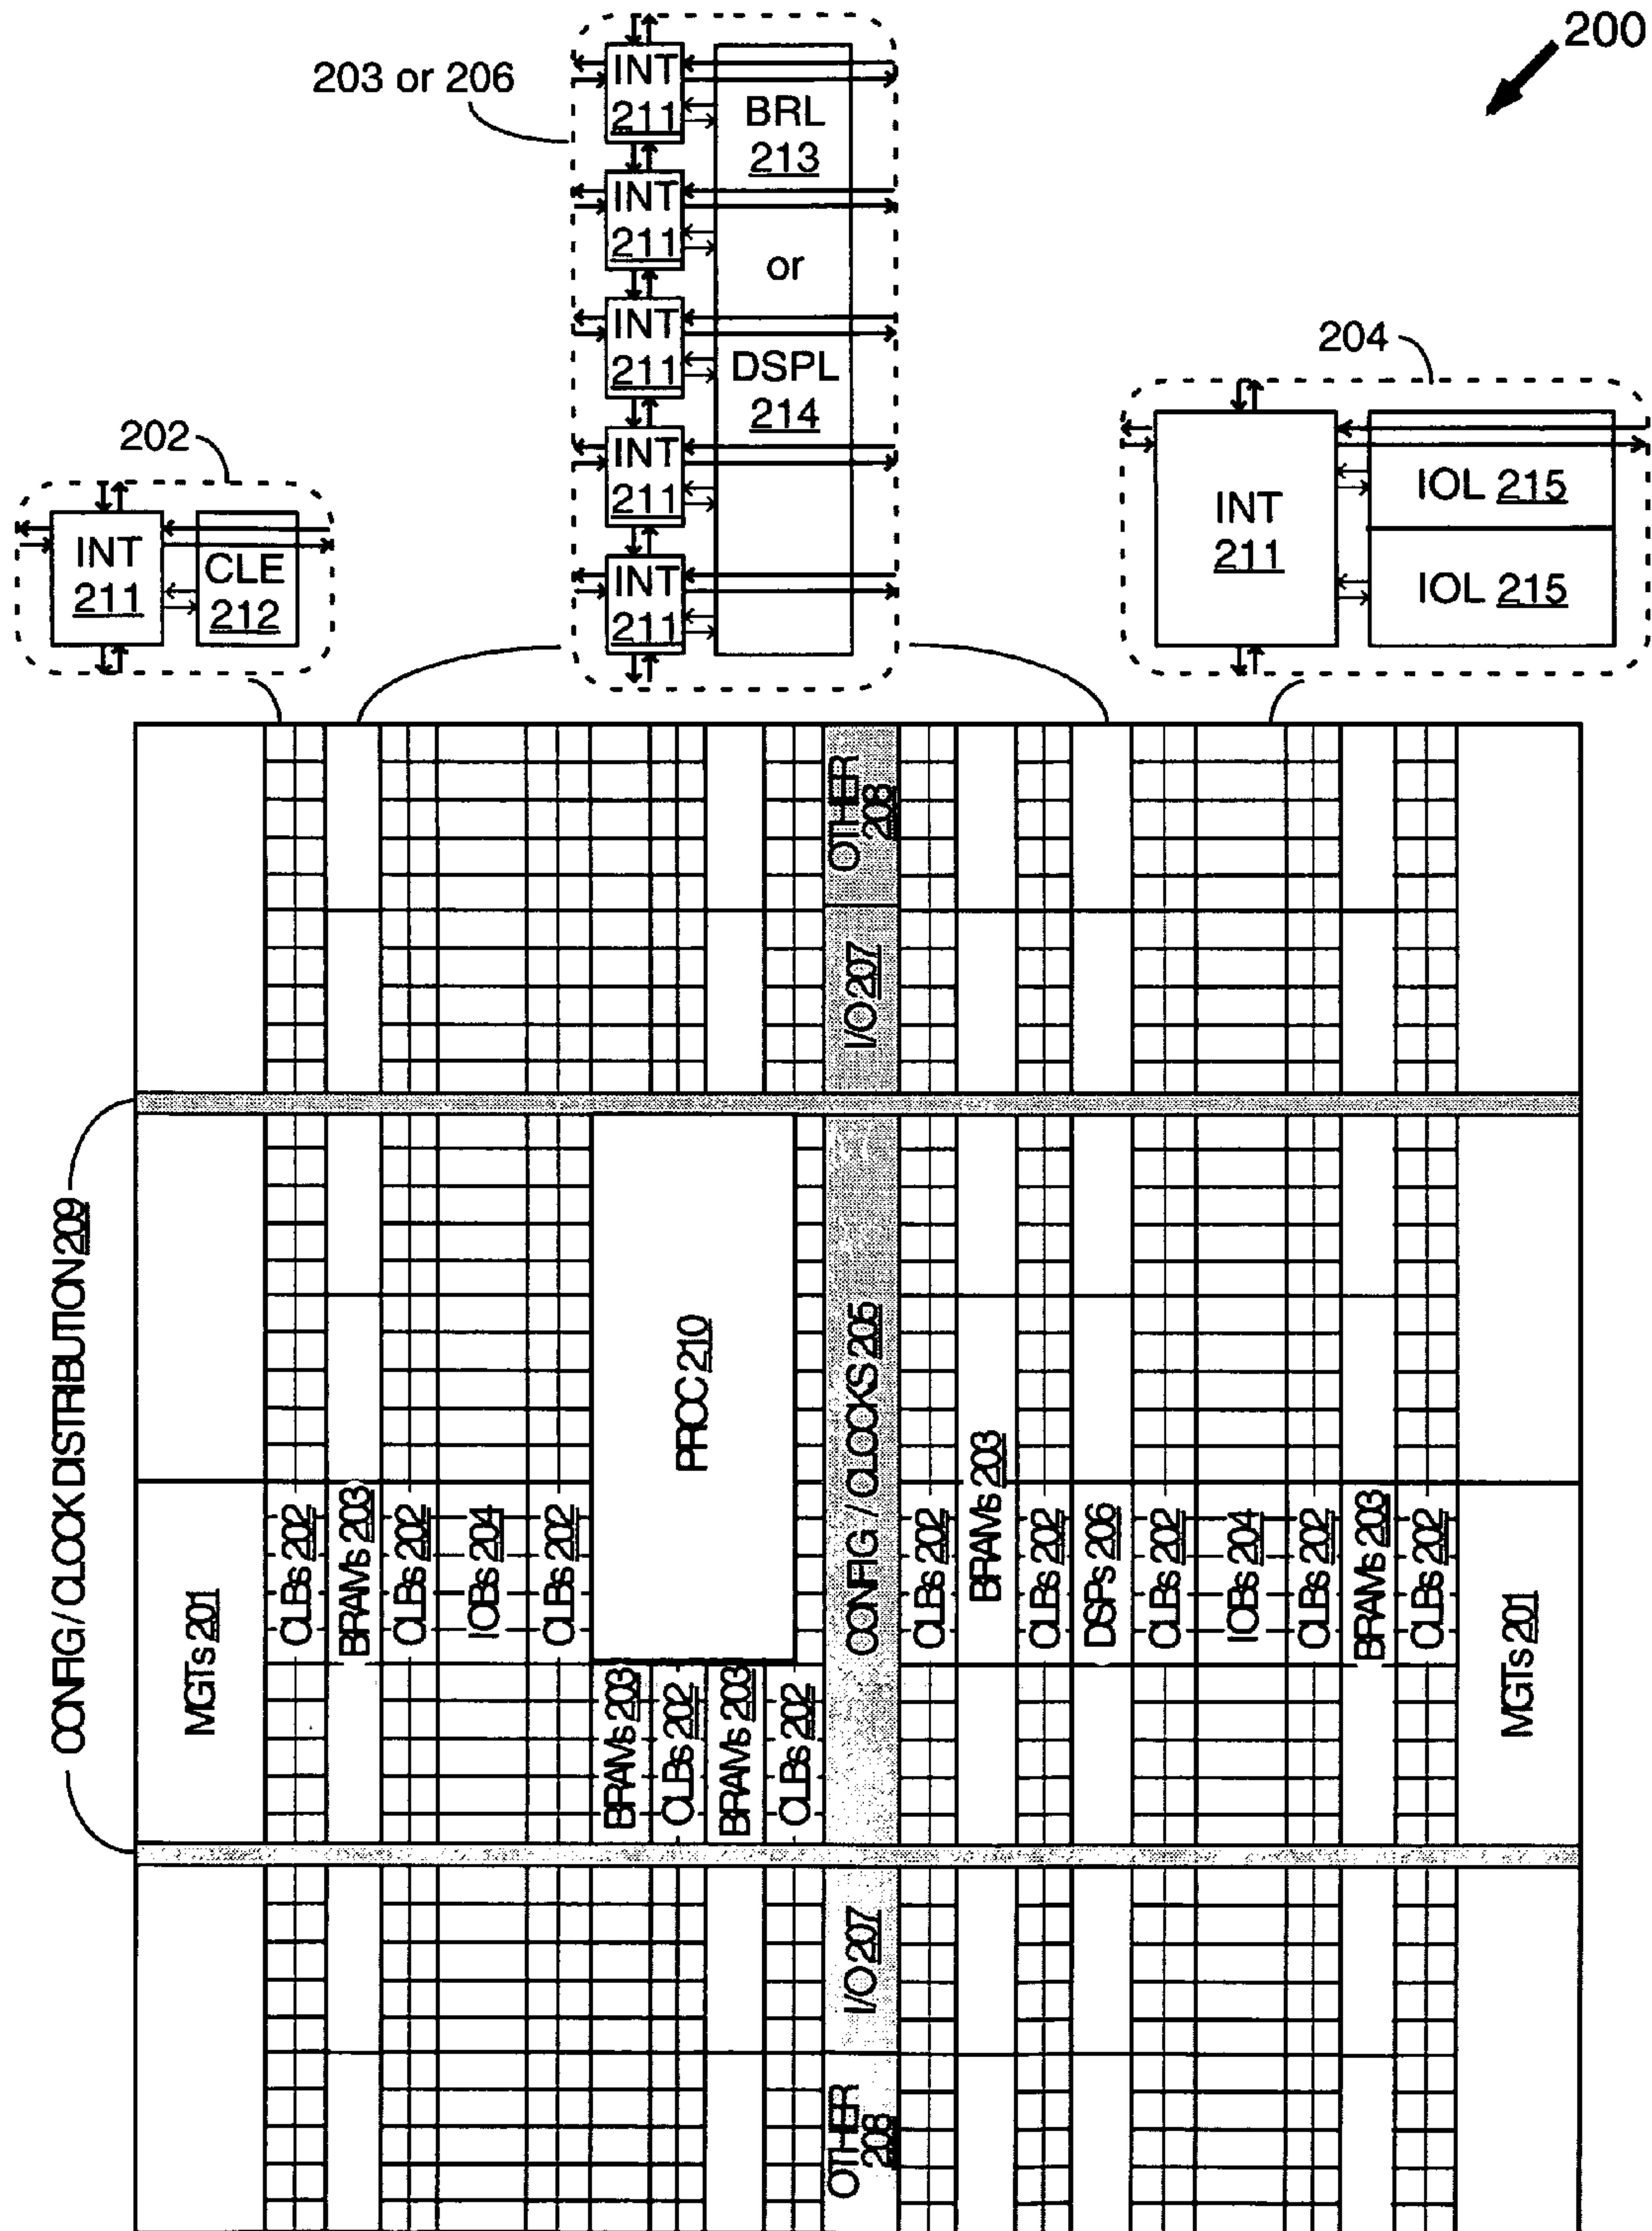 200
203 or 206
INT
211
INT
211
INT
211
INT
211
INT
211
BRL
213
or
DSPL
214
204
INT
211
IOL 215
IOL 215
202
INT
211
CLE
212
OTHER
208
I/O 207
CONFIG / CLOCK DISTRIBUTION 209
PROC 210
CONFIG / CLOCKS 205
MGTs 201
CLBs 202
BRAMs 203
CLBs 202
IOBs 204
CLBs 202
BRAMs 203
CLBs 202
BRAMs 203
CLBs 202
CLBs 202
BRAMs 203
CLBs 202
DSPs 206
CLBs 202
IOBs 204
CLBs 202
BRAMs 203
CLBs 202
MGTs 201
I/O 207
OTHER
208